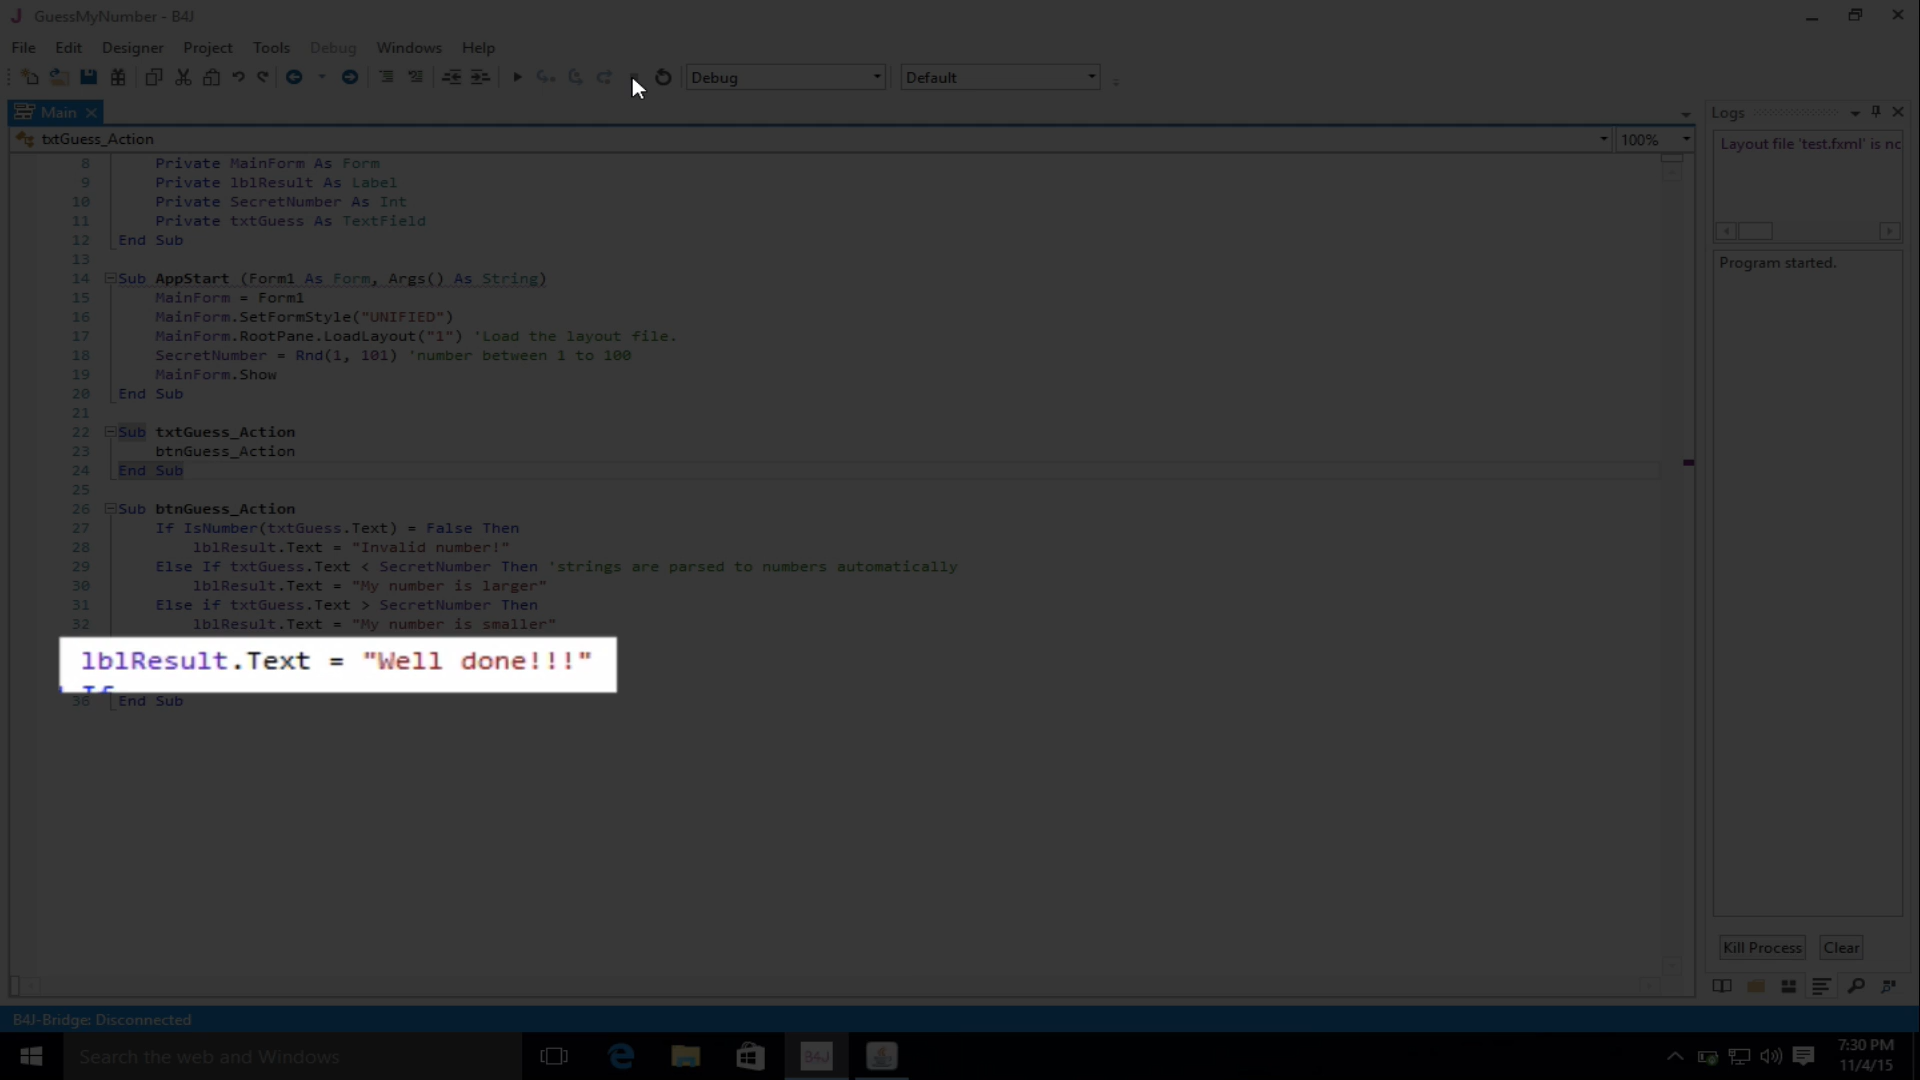 GuessMyNumber - B4J
File Edit Designer Project Tools Debug Windows Help
Debug Default
Main
txtGuess_Action 100%
8 Private MainForm As Form
9 Private lblResult As Label
10 Private SecretNumber As Int
11 Private txtGuess As TextField
12 End Sub
13
14 Sub AppStart (Form1 As Form, Args() As String)
15 MainForm = Form1
16 MainForm.SetFormStyle("UNIFIED")
17 MainForm.RootPane.LoadLayout("1") 'Load the layout file.
18 SecretNumber = Rnd(1, 101) 'number between 1 to 100
19 MainForm.Show
20 End Sub
21
22 Sub txtGuess_Action
23 btnGuess_Action
24 End Sub
25
26 Sub btnGuess_Action
27 If IsNumber(txtGuess.Text) = False Then
28 lblResult.Text = "Invalid number!"
29 Else If txtGuess.Text < SecretNumber Then 'strings are parsed to numbers automatically
30 lblResult.Text = "My number is larger"
31 Else if txtGuess.Text > SecretNumber Then
32 lblResult.Text = "My number is smaller"
lblResult.Text = "Well done!!!"
36 End Sub
Logs
Layout file 'test.fxml' is nc
Program started.
Kill Process Clear
B4J-Bridge: Disconnected
Search the web and Windows
B4J
7:30 PM
11/4/15